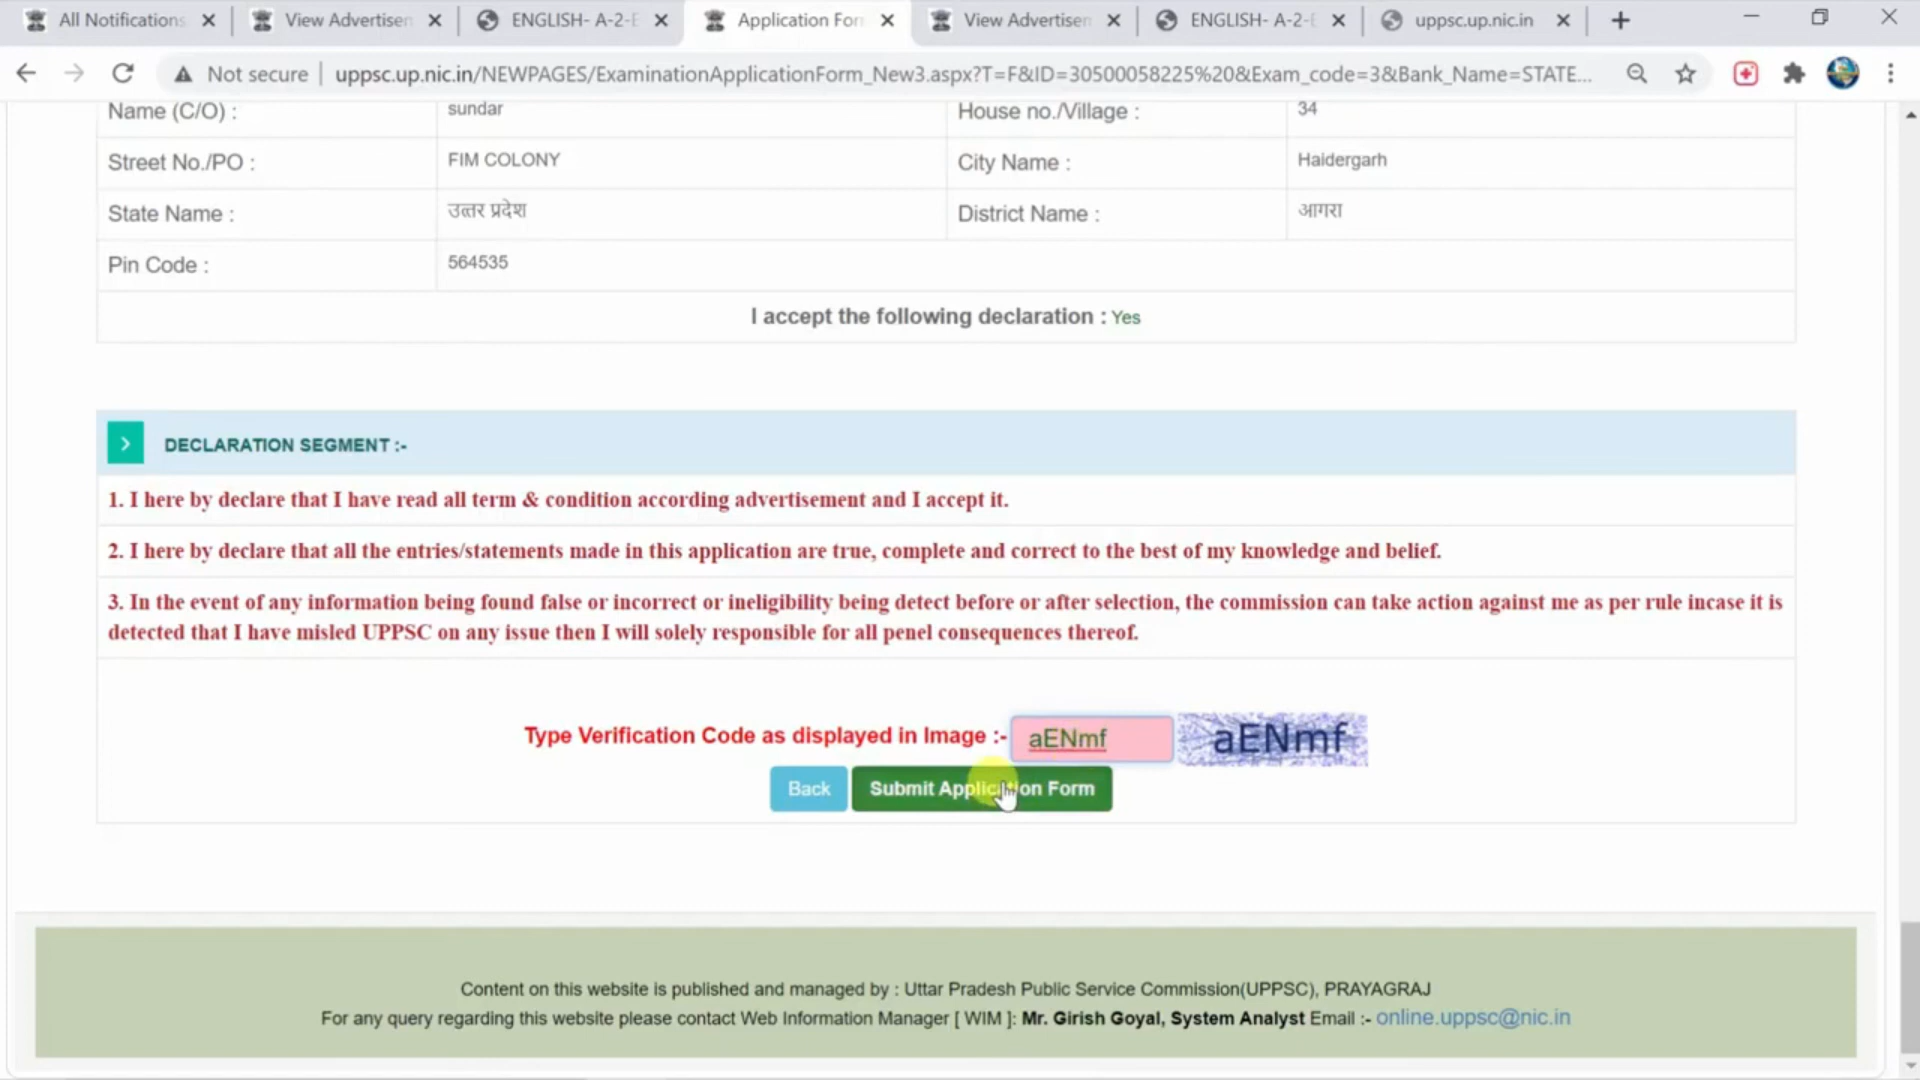 All Notifications
View Advertisen
ENGLISH- A-2-E
Application For
View Advertisen
ENGLISH- A-2-E
uppsc.up.nic.in
Not secure
uppsc.up.nic.in/NEWPAGES/ExaminationApplicationForm_New3.aspx?T=F&ID=30500058225%20&Exam_code=3&Bank_Name=STATE...
Name (C/O) : sundar House no./Village : 34
Street No./PO : FIM COLONY City Name : Haidergarh
State Name : उत्तर प्रदेश District Name : आगरा
Pin Code : 564535
I accept the following declaration : Yes
DECLARATION SEGMENT :-
1. I here by declare that I have read all term & condition according advertisement and I accept it.
2. I here by declare that all the entries/statements made in this application are true, complete and correct to the best of my knowledge and belief.
3. In the event of any information being found false or incorrect or ineligibility being detect before or after selection, the commission can take action against me as per rule incase it is
detected that I have misled UPPSC on any issue then I will solely responsible for all penel consequences thereof.
Type Verification Code as displayed in Image :- aENmf aENmf
Back Submit Application Form
Content on this website is published and managed by : Uttar Pradesh Public Service Commission(UPPSC), PRAYAGRAJ
For any query regarding this website please contact Web Information Manager [ WIM ]: Mr. Girish Goyal, System Analyst Email :- online.uppsc@nic.in